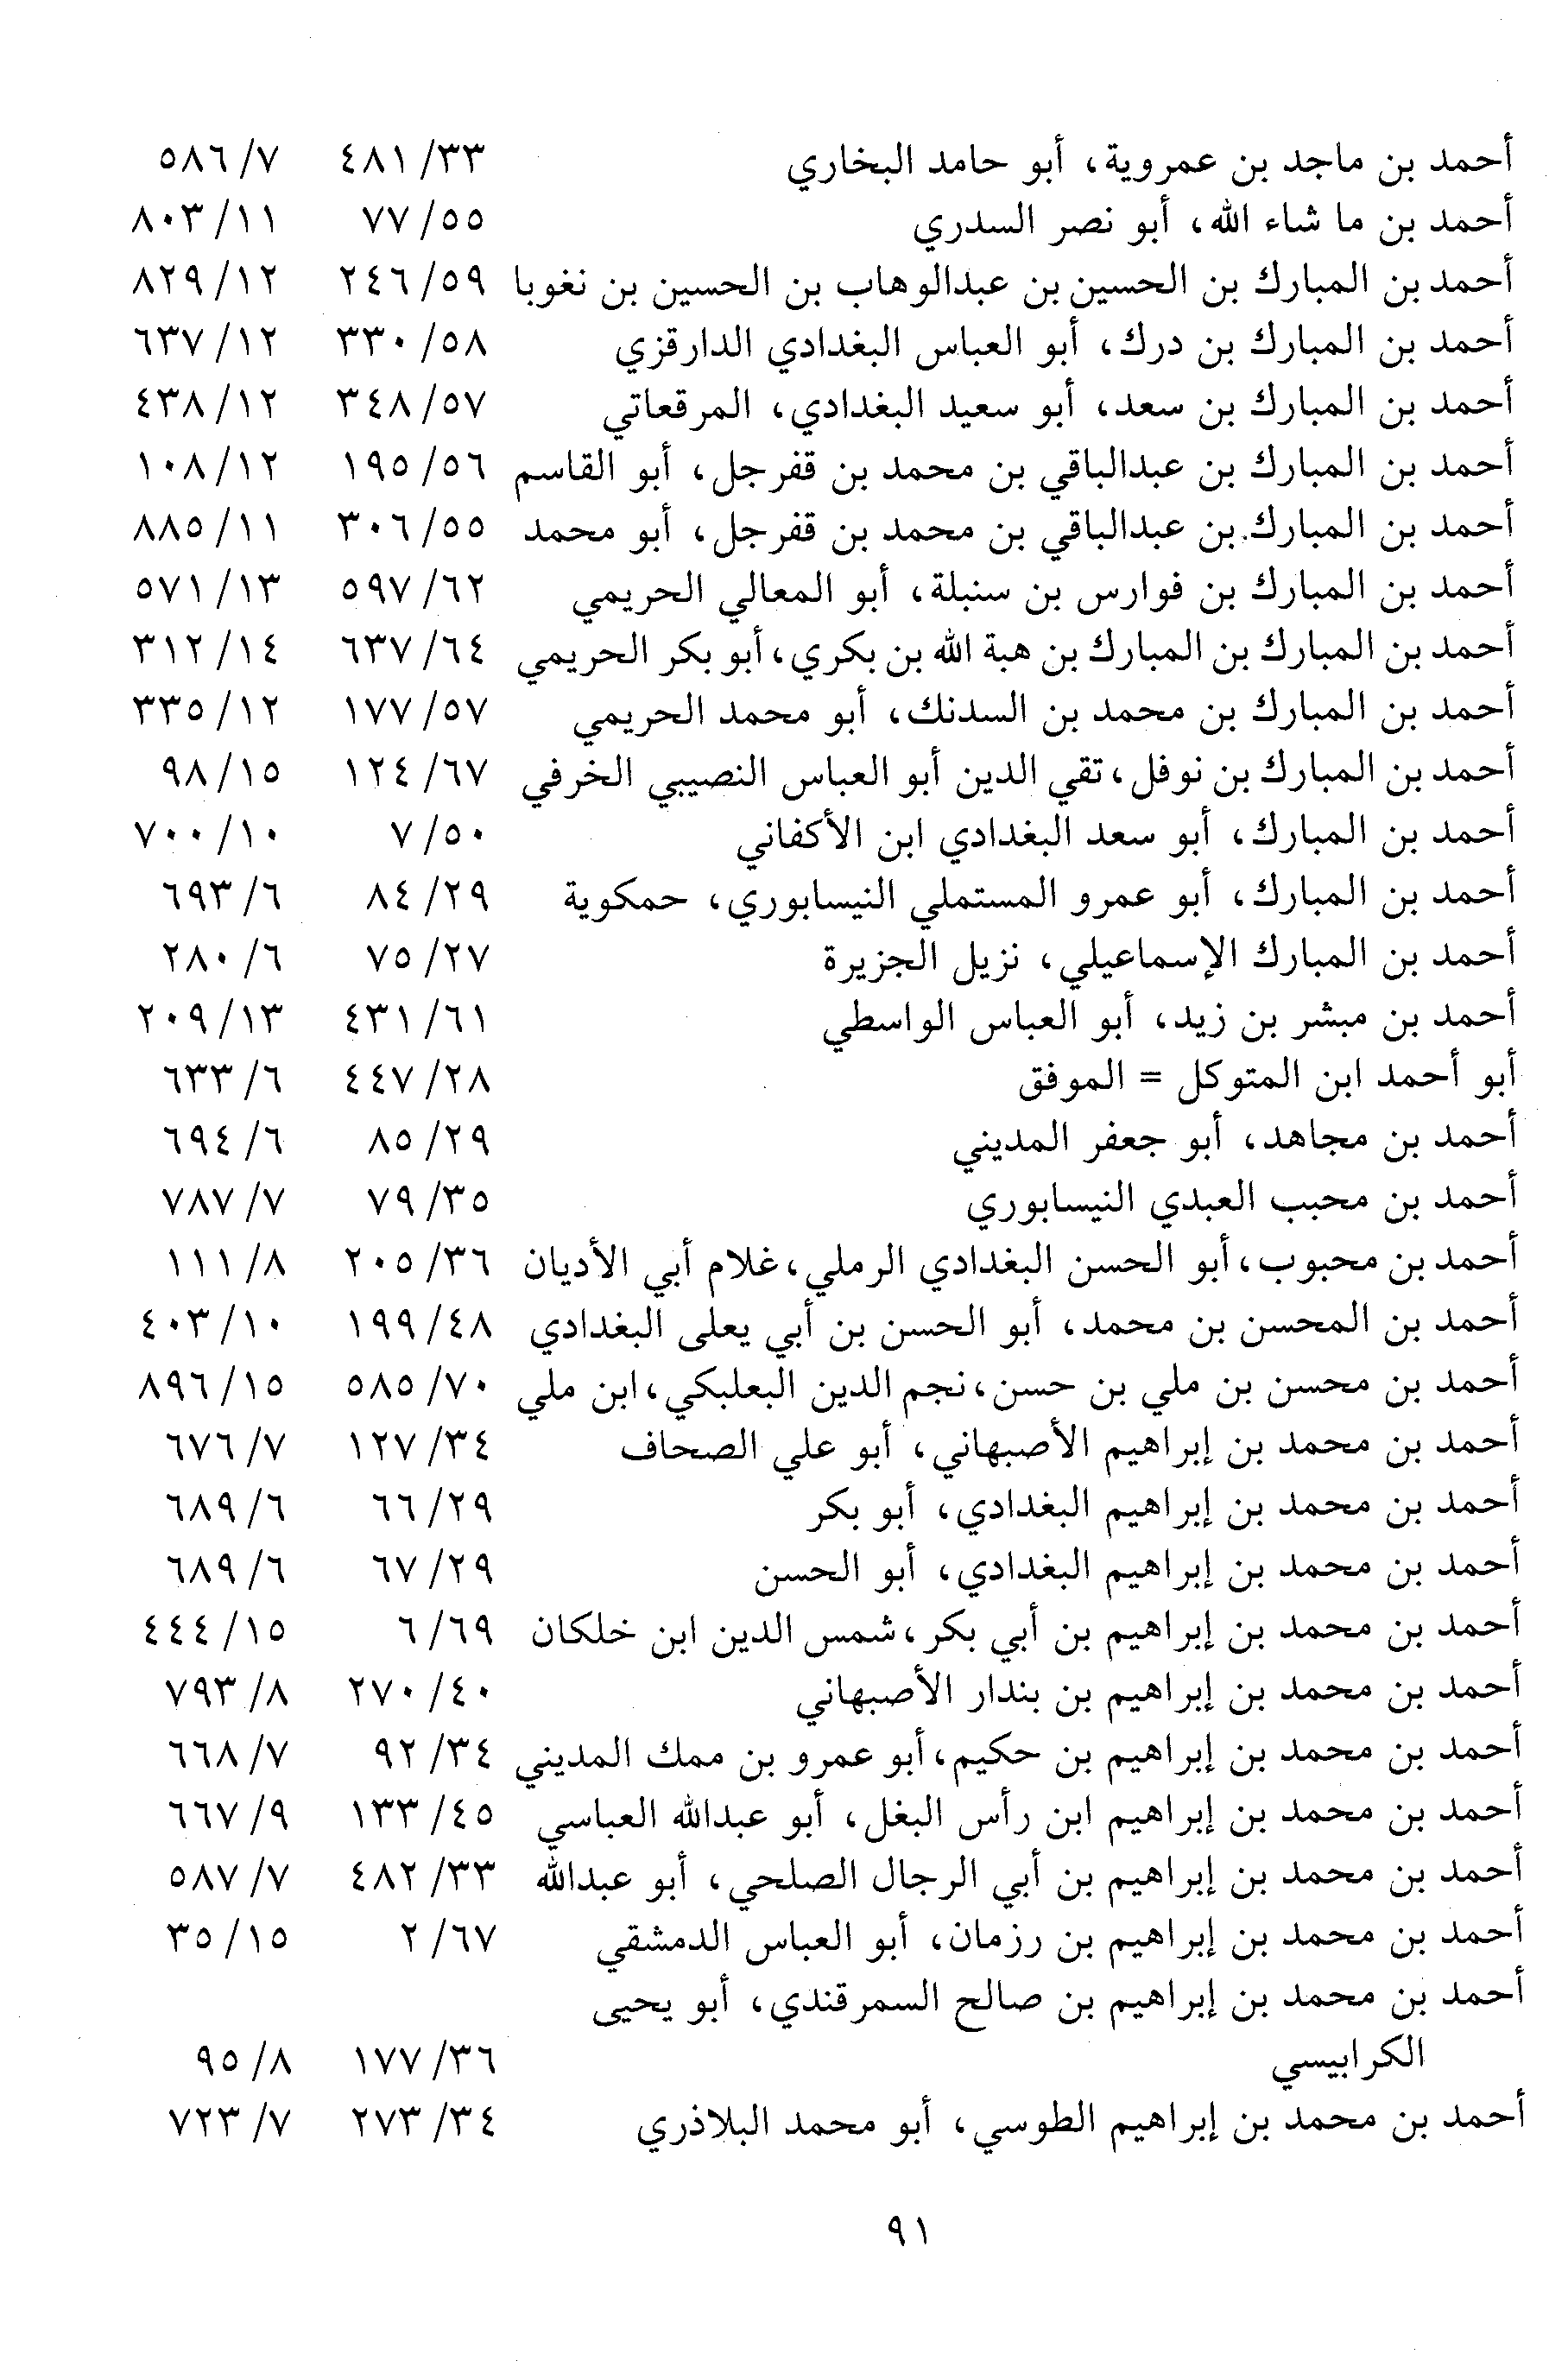 أحمد بن ماجد بن عمروية، أبو حامد البخاري ٣٣/ ٤٨١ ٧/ ٥٨٦
أحمد بن ما شاء الله، أبو نصر السدري ٥٥/ ٧٧ ١١/ ٨٠٣
أحمد بن المبارك بن الحسين بن عبدالوهاب بن الحسين بن نغوبا ٥٩/ ٢٤٦ ١٢/ ٨٢٩
أحمد بن المبارك بن درك، أبو العباس البغدادي الدارقزي ٥٨/ ٣٣٠ ١٢/ ٦٣٧
أحمد بن المبارك بن سعد، أبو سعيد البغدادي، المرقعاتي ٥٧/ ٣٤٨ ١٢/ ٤٣٨
أحمد بن المبارك بن عبدالباقي بن محمد بن قفرجل، أبو القاسم ٥٦/ ١٩٥ ١٢/ ١٠٨
أحمد بن المبارك بن عبدالباقي بن محمد بن قفرجل، أبو محمد ٥٥/ ٣٠٦ ١١/ ٨٨٥
أحمد بن المبارك بن فوارس بن سنبلة، أبو المعالي الحريمي ٦٢/ ٥٩٧ ١٣/ ٥٧١
أحمد بن المبارك بن المبارك بن هبة الله بن بكري، أبو بكر الحريمي ٦٤/ ٦٣٧ ١٤/ ٣١٢
أحمد بن المبارك بن محمد بن السدنك، أبو محمد الحريمي ٥٧/ ١٧٧ ١٢/ ٣٣٥
أحمد بن المبارك بن نوفل، تقي الدين أبو العباس النصيبي الخرفي ٦٧/ ١٢٤ ١٥/ ٩٨
أحمد بن المبارك، أبو سعد البغدادي ابن الأكفاني ٥٠/ ٧ ١٠/ ٧٠٠
أحمد بن المبارك، أبو عمرو المستملي النيسابوري، حمكوية ٢٩/ ٨٤ ٦/ ٦٩٣
أحمد بن المبارك الإسماعيلي، نزيل الجزيرة ٢٧/ ٧٥ ٦/ ٢٨٠
أحمد بن مبشر بن زيد، أبو العباس الواسطي ٦١/ ٤٣١ ١٣/ ٢٠٩
أبو أحمد ابن المتوكل = الموفق ٢٨/ ٤٤٧ ٦/ ٦٣٣
أحمد بن مجاهد، أبو جعفر المديني ٢٩/ ٨٥ ٦/ ٦٩٤
أحمد بن محبب العبدي النيسابوري ٣٥/ ٧٩ ٧/ ٧٨٧
أحمد بن محبوب، أبو الحسن البغدادي الرملي، غلام أبي الأديان ٣٦/ ٢٠٥ ٨/ ١١١
أحمد بن المحسن بن محمد، أبو الحسن بن أبي يعلى البغدادي ٤٨/ ١٩٩ ١٠/ ٤٠٣
أحمد بن محسن بن ملي بن حسن، نجم الدين البعلبكي، ابن ملي ٧٠/ ٥٨٥ ١٥/ ٨٩٦
أحمد بن محمد بن إبراهيم الأصبهاني، أبو علي الصحاف ٣٤/ ١٢٧ ٧/ ٦٧٦
أحمد بن محمد بن إبراهيم البغدادي، أبو بكر ٢٩/ ٦٦ ٦/ ٦٨٩
أحمد بن محمد بن إبراهيم البغدادي، أبو الحسن ٢٩/ ٦٧ ٦/ ٦٨٩
أحمد بن محمد بن إبراهيم بن أبي بكر، شمس الدين ابن خلكان ٦٩/ ٦ ١٥/ ٤٤٤
أحمد بن محمد بن إبراهيم بن بندار الأصبهاني ٤٠/ ٢٧٠ ٨/ ٧٩٣
أحمد بن محمد بن إبراهيم بن حكيم، أبو عمرو بن ممك المديني ٣٤/ ٩٢ ٧/ ٦٦٨
أحمد بن محمد بن إبراهيم ابن رأس البغل، أبو عبدالله العباسي ٤٥/ ١٣٣ ٩/ ٦٦٧
أحمد بن محمد بن إبراهيم بن أبي الرجال الصلحي، أبو عبدالله ٣٣/ ٤٨٢ ٧/ ٥٨٧
أحمد بن محمد بن إبراهيم بن رزمان، أبو العباس الدمشقي ٦٧/ ٢ ١٥/ ٣٥
أحمد بن محمد بن إبراهيم بن صالح السمرقندي، أبو يحيى
الكرابيسي ٣٦/ ١٧٧ ٨/ ٩٥
أحمد بن محمد بن إبراهيم الطوسي، أبو محمد البلاذري ٣٤/ ٢٧٣ ٧/ ٧٢٣
٩١